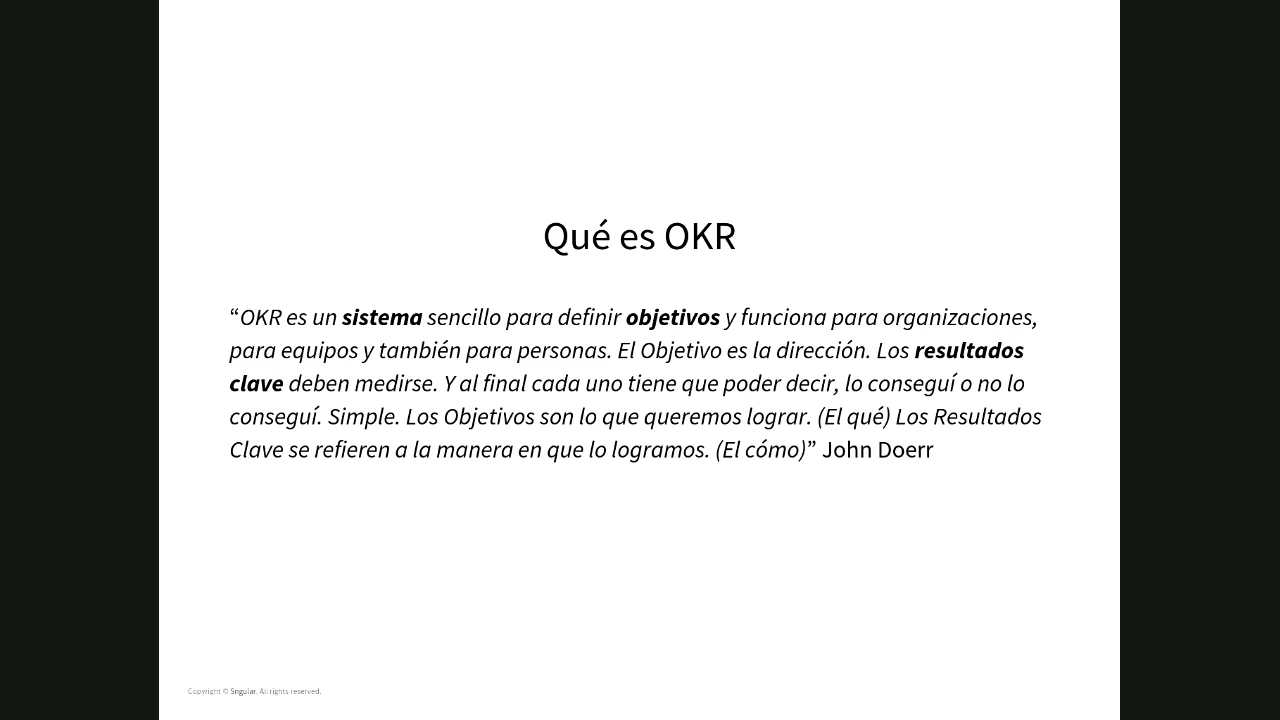 Qué es OKR
“OKR es un sistema sencillo para definir objetivos y funciona para organizaciones,
para equipos y también para personas. El Objetivo es la dirección. Los resultados
clave deben medirse. Y al final cada uno tiene que poder decir, lo conseguí o no lo
conseguí. Simple. Los Objetivos son lo que queremos lograr. (El qué) Los Resultados
Clave se refieren a la manera en que lo logramos. (El cómo)” John Doerr
Copyright © Sngular. All rights reserved.